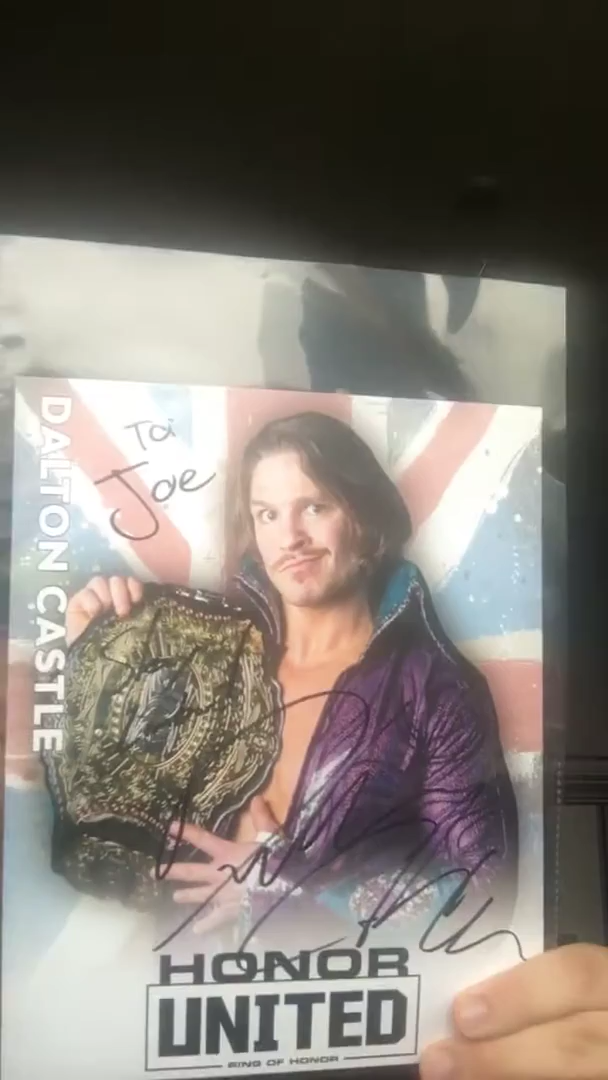 DALTON CASTLE
To:
Joe
HONOR
UNITED
RING OF HONOR